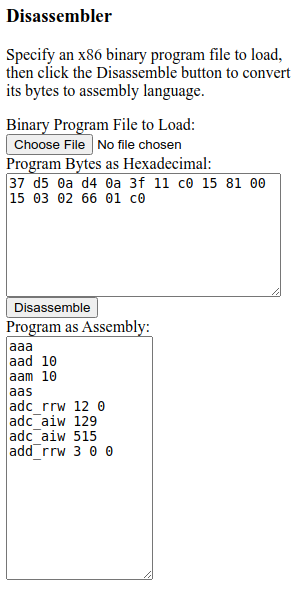 Disassembler
Specify an x86 binary program file to load,
then click the Disassemble button to convert
its bytes to assembly language.
Binary Program File to Load:
Choose File No file chosen
Program Bytes as Hexadecimal:
37 d5 0a d4 0a 3f 11 c0 15 81 00
15 03 02 66 01 c0
Disassemble
Program as Assembly:
aaa
aad 10
aam 10
aas
adc_rrw 12 0
adc_aiw 129
adc_aiw 515
add_rrw 3 0 0